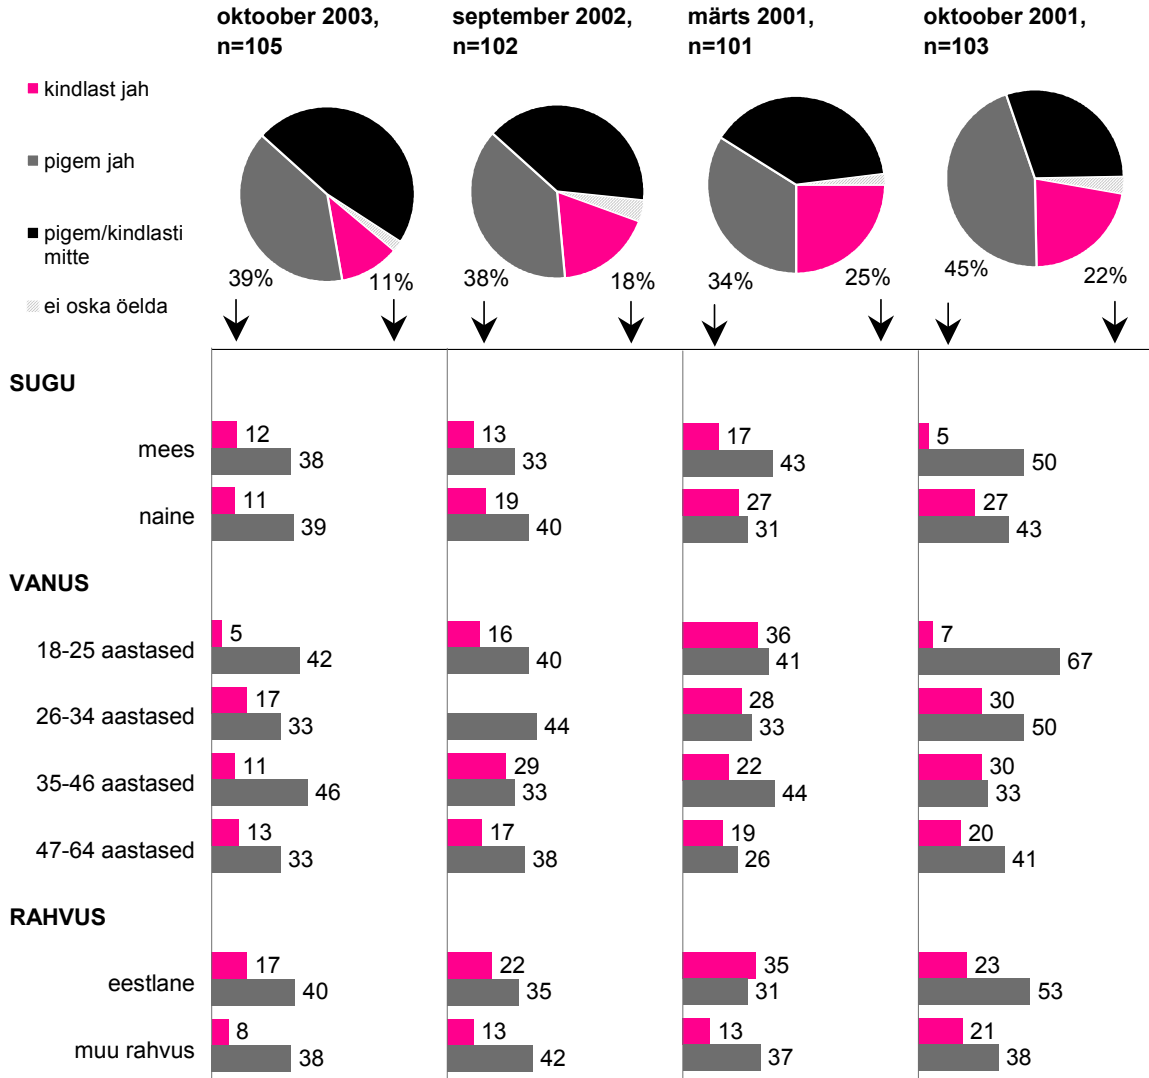 oktoober 2003,
n=105
september 2002,
n=102
märts 2001,
n=101
oktoober 2001,
n=103
kindlast jah
pigem jah
pigem/kindlasti
mitte
ei oska öelda
39%
11%
38%
18%
34%
25%
45%
22%
SUGU
mees
12
38
13
33
17
43
5
50
naine
11
39
19
40
27
31
27
43
VANUS
18-25 aastased
5
42
16
40
36
41
7
67
26-34 aastased
17
33
44
28
33
30
50
35-46 aastased
11
46
29
33
22
44
30
33
47-64 aastased
13
33
17
38
19
26
20
41
RAHVUS
eestlane
17
40
22
35
35
31
23
53
muu rahvus
8
38
13
42
13
37
21
38